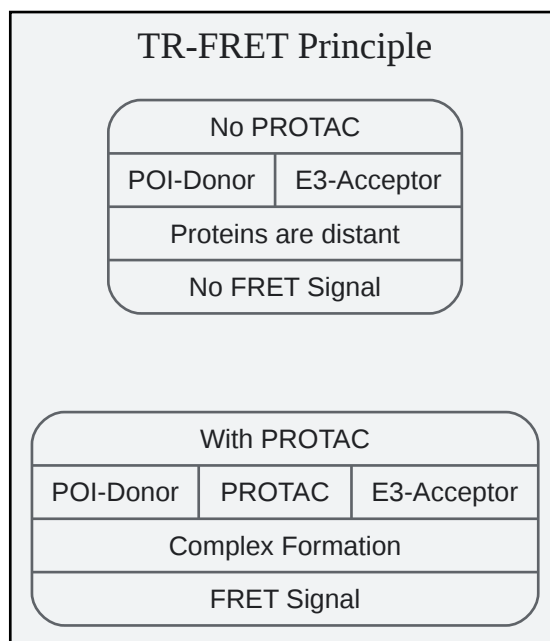 TR-FRET Principle
No PROTAC
POI-Donor E3-Acceptor
Proteins are distant
No FRET Signal
With PROTAC
POI-Donor PROTAC E3-Acceptor
Complex Formation
FRET Signal